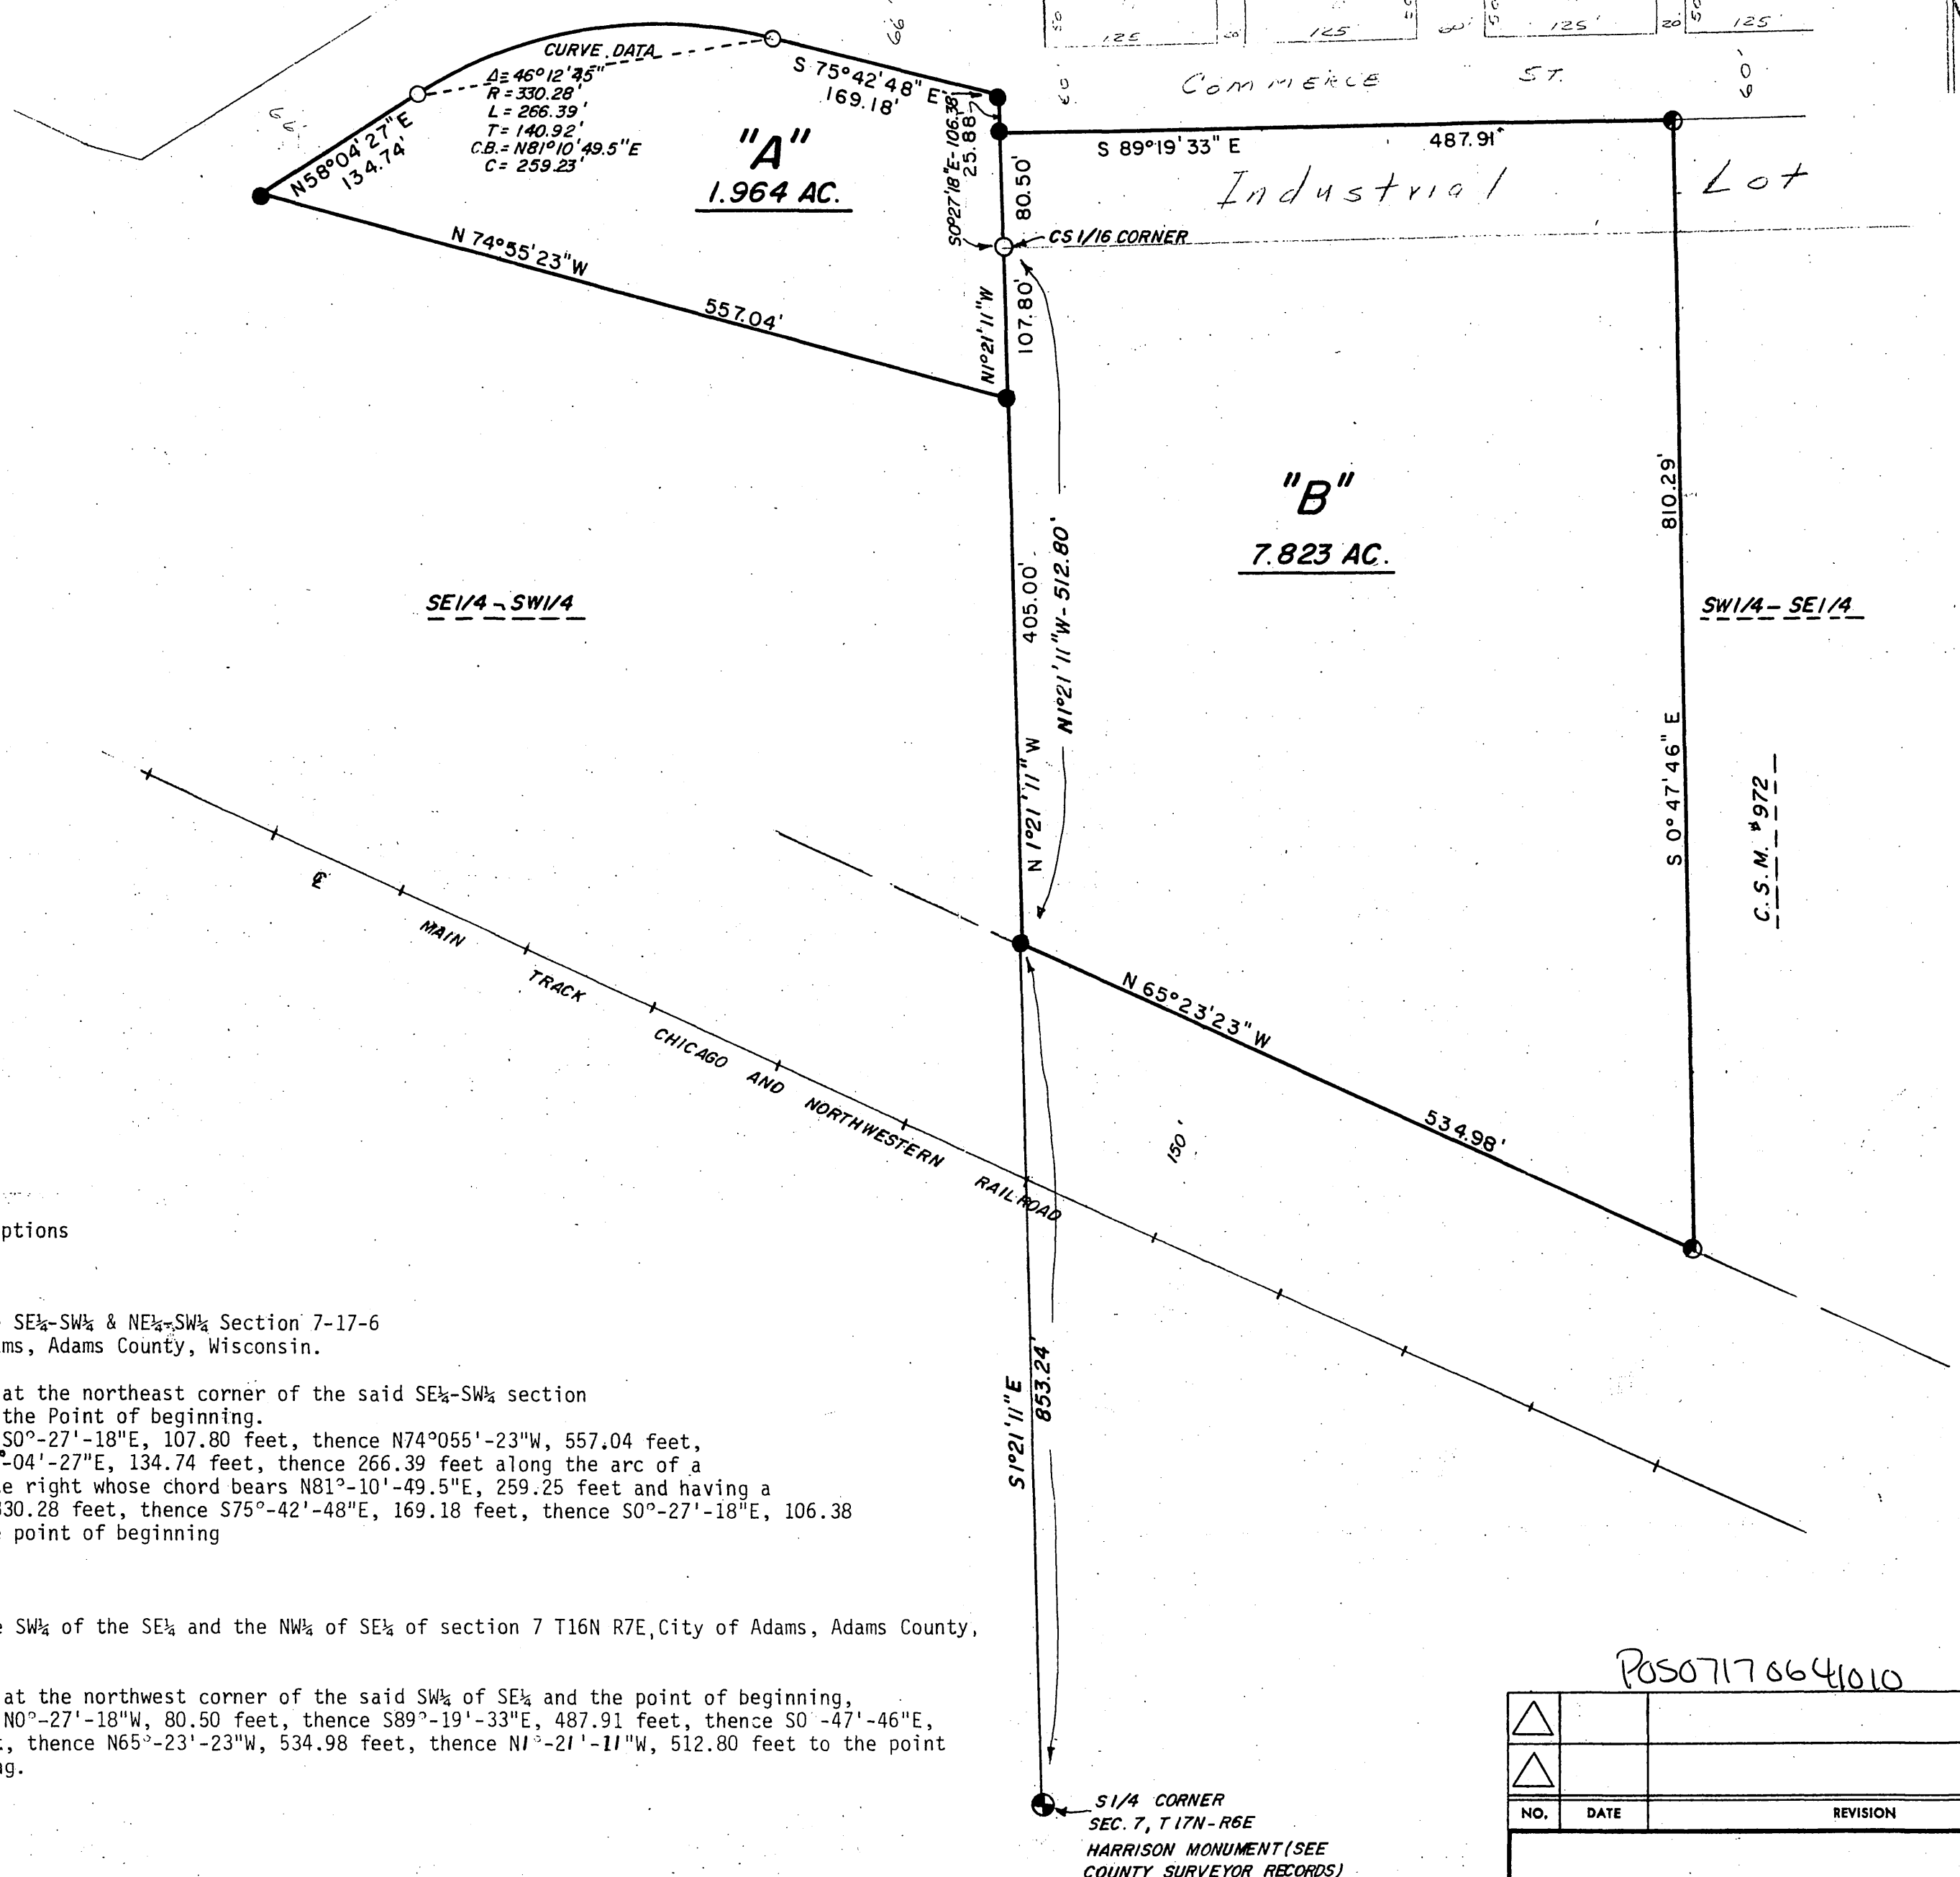 66'
50
125
20'
125
50
60'
50
125'
20'
50
125
66'
60
COMMERCE ST.
60'
CURVE DATA
Δ= 46°12'45"
R = 330.28'
L = 266.39'
T = 140.92'
C.B.= N81°10'49.5"E
C = 259.23'
S 75°42'48" E
169.18'
N58°04'27"E
134.74'
"A"
1.964 AC.
S0°27'18"E-106.38'
25.88'
80.50'
S 89°19'33" E 487.91'
Industrial Lot
CS 1/16 CORNER
N 74°55'23"W
557.04'
N1°21'11"W
107.80'
"B"
7.823 AC.
810.29'
S 0°47'46" E
405.00'
N 1°21'11" W
N1°21'11"W-512.80'
SE1/4 - SW1/4
SW1/4 - SE1/4
C.S.M. #972
℄ MAIN TRACK CHICAGO AND NORTHWESTERN RAILROAD
N 65°23'23" W
534.98'
150'
S1°21'11"E
853.24'
ptions
SE¼-SW¼ & NE¼-SW¼ Section 7-17-6
ms, Adams County, Wisconsin.
at the northeast corner of the said SE¼-SW¼ section
the Point of beginning.
S0°-27'-18"E, 107.80 feet, thence N74°055'-23"W, 557.04 feet,
°-04'-27"E, 134.74 feet, thence 266.39 feet along the arc of a
e right whose chord bears N81°-10'-49.5"E, 259.25 feet and having a
330.28 feet, thence S75°-42'-48"E, 169.18 feet, thence S0°-27'-18"E, 106.38
e point of beginning
e SW¼ of the SE¼ and the NW¼ of SE¼ of section 7 T16N R7E, City of Adams, Adams County,
at the northwest corner of the said SW¼ of SE¼ and the point of beginning,
N0°-27'-18"W, 80.50 feet, thence S89°-19'-33"E, 487.91 feet, thence S0 -47'-46"E,
t, thence N65°-23'-23"W, 534.98 feet, thence N1°-21'-11"W, 512.80 feet to the point
g.
S1/4 CORNER
SEC. 7, T17N-R6E
HARRISON MONUMENT (SEE
COUNTY SURVEYOR RECORDS)
POS07170641010
NO. DATE REVISION